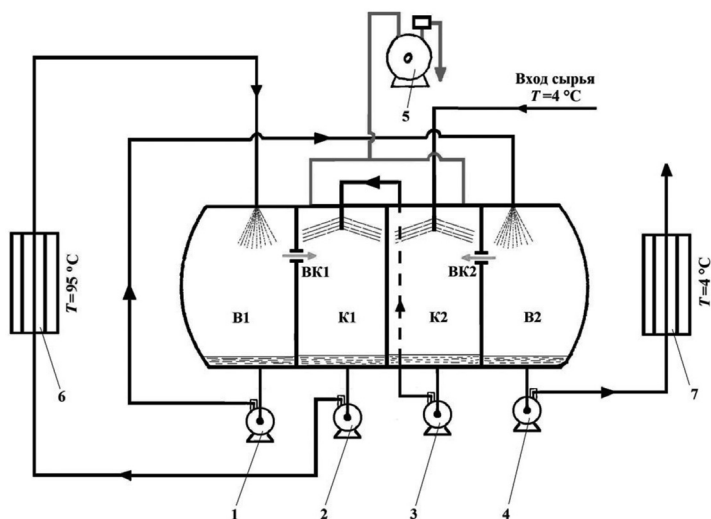 5
Вход сырья
T=4 °C
ВК1
ВК2
В1
К1
К2
В2
T=95 °C
T=4 °C
6
7
1
2
3
4